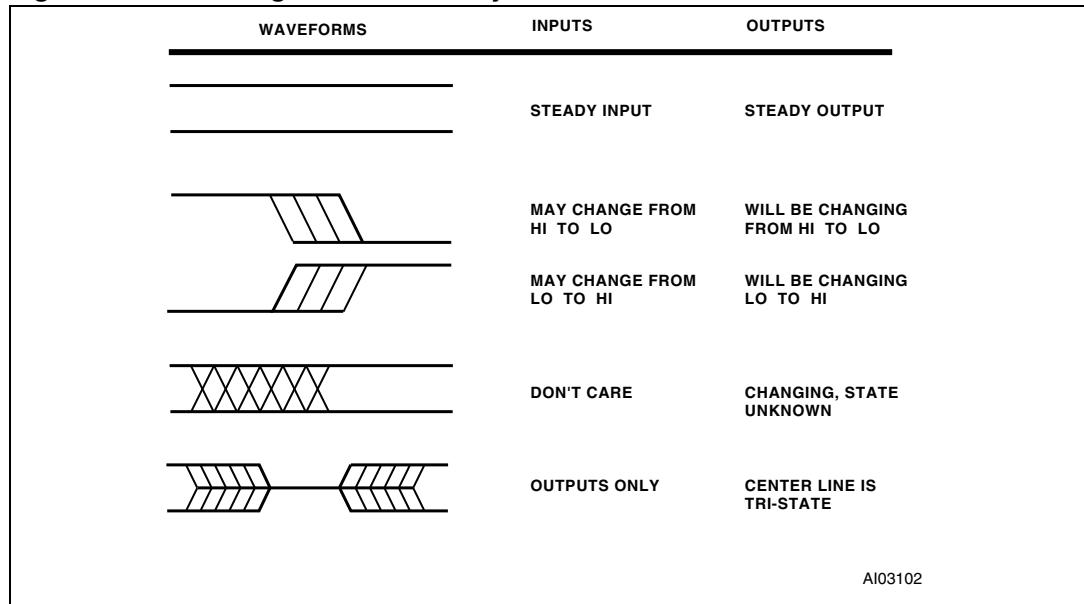 WAVEFORMS INPUTS OUTPUTS
STEADY INPUT STEADY OUTPUT
MAY CHANGE FROM WILL BE CHANGING
HI TO LO FROM HI TO LO
MAY CHANGE FROM WILL BE CHANGING
LO TO HI LO TO HI
DON'T CARE CHANGING, STATE
UNKNOWN
OUTPUTS ONLY CENTER LINE IS
TRI-STATE
AI03102